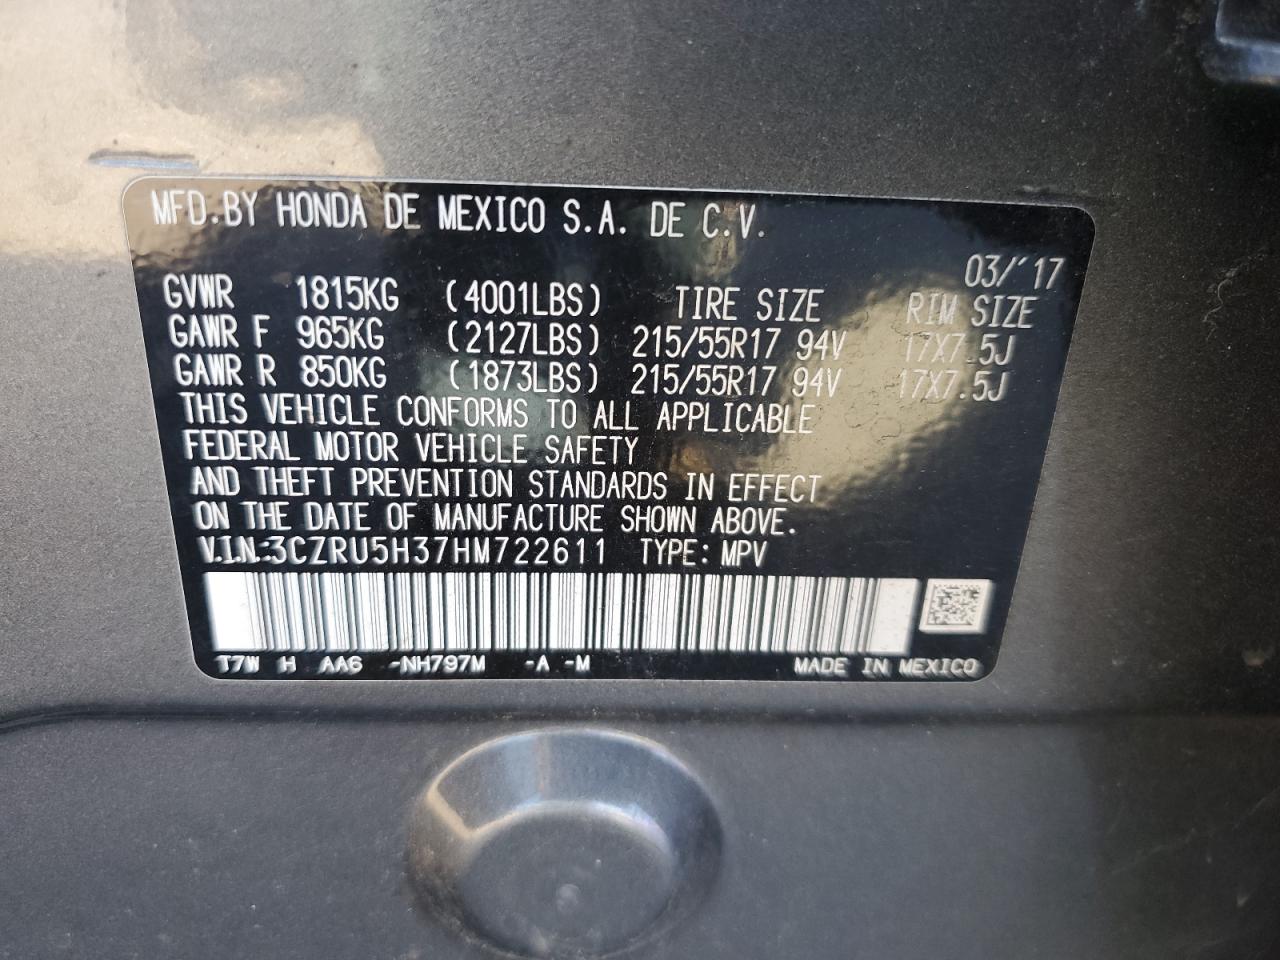 MFD.BY HONDA DE MEXICO S.A. DE C.V.
03/'17
GVWR 1815KG (4001LBS) TIRE SIZE RIM SIZE
GAWR F 965KG (2127LBS) 215/55R17 94V 17X7.5J
GAWR R 850KG (1873LBS) 215/55R17 94V 17X7.5J
THIS VEHICLE CONFORMS TO ALL APPLICABLE
FEDERAL MOTOR VEHICLE SAFETY
AND THEFT PREVENTION STANDARDS IN EFFECT
ON THE DATE OF MANUFACTURE SHOWN ABOVE.
V.I.N.:3CZRU5H37HM722611 TYPE: MPV
T7W H AA6 -NH797M -A -M MADE IN MEXICO